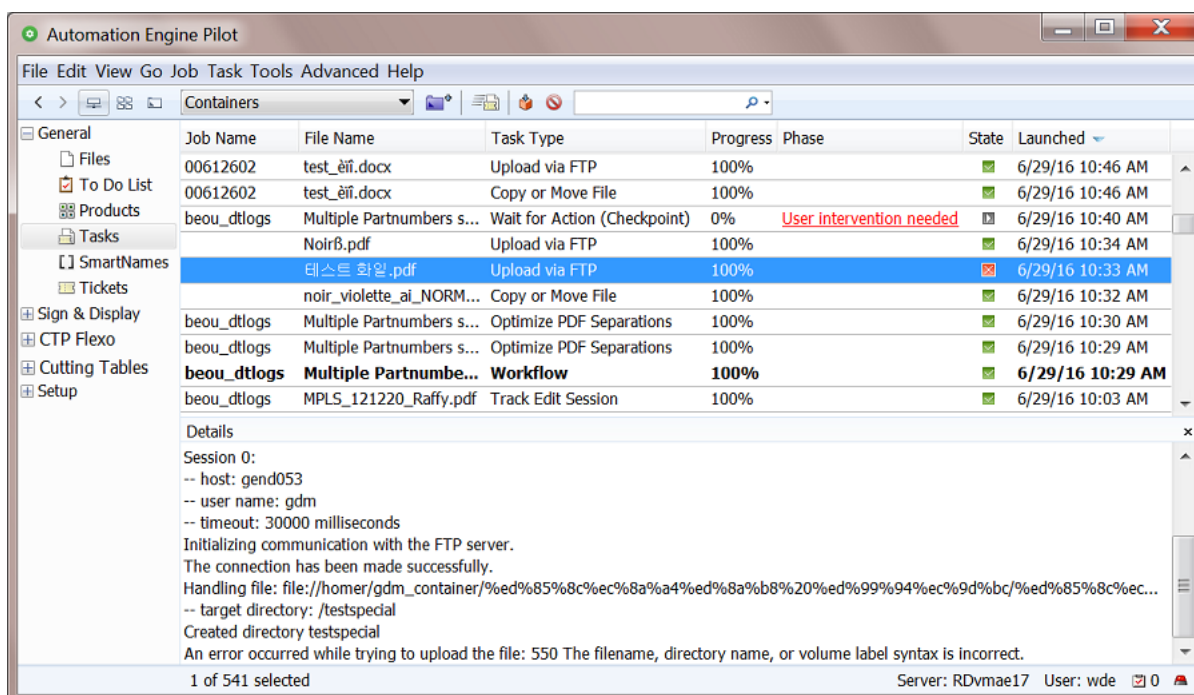 Automation Engine Pilot
File Edit View Go Job Task Tools Advanced Help
Containers
General
Files
To Do List
Products
Tasks
SmartNames
Tickets
Sign & Display
CTP Flexo
Cutting Tables
Setup
Job Name File Name Task Type Progress Phase State Launched
00612602 test_èïî.docx Upload via FTP 100% 6/29/16 10:46 AM
00612602 test_èïî.docx Copy or Move File 100% 6/29/16 10:46 AM
beou_dtlogs Multiple Partnumbers s... Wait for Action (Checkpoint) 0% User intervention needed 6/29/16 10:40 AM
Noirß.pdf Upload via FTP 100% 6/29/16 10:34 AM
테스트 화일.pdf Upload via FTP 100% 6/29/16 10:33 AM
noir_violette_ai_NORM... Copy or Move File 100% 6/29/16 10:32 AM
beou_dtlogs Multiple Partnumbers s... Optimize PDF Separations 100% 6/29/16 10:30 AM
beou_dtlogs Multiple Partnumbers s... Optimize PDF Separations 100% 6/29/16 10:29 AM
beou_dtlogs Multiple Partnumbe... Workflow 100% 6/29/16 10:29 AM
beou_dtlogs MPLS_121220_Raffy.pdf Track Edit Session 100% 6/29/16 10:03 AM
Details
Session 0:
-- host: gend053
-- user name: gdm
-- timeout: 30000 milliseconds
Initializing communication with the FTP server.
The connection has been made successfully.
Handling file: file://homer/gdm_container/%ed%85%8c%ec%8a%a4%ed%8a%b8%20%ed%99%94%ec%9d%bc/%ed%85%8c%ec...
-- target directory: /testspecial
Created directory testspecial
An error occurred while trying to upload the file: 550 The filename, directory name, or volume label syntax is incorrect.
1 of 541 selected
Server: RDvmae17 User: wde 0